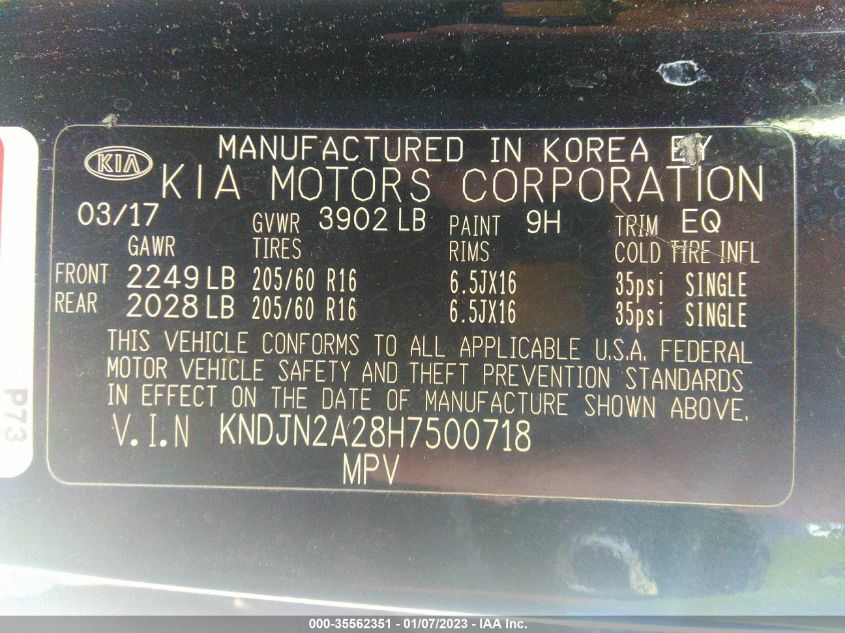 MANUFACTURED IN KOREA BY
KIA KIA MOTORS CORPORATION
03/17 GVWR 3902 LB PAINT 9H TRIM EQ
GAWR TIRES RIMS COLD TIRE INFL
FRONT 2249 LB 205/60 R16 6.5JX16 35psi SINGLE
REAR 2028 LB 205/60 R16 6.5JX16 35psi SINGLE
THIS VEHICLE CONFORMS TO ALL APPLICABLE U.S.A. FEDERAL
MOTOR VEHICLE SAFETY AND THEFT PREVENTION STANDARDS
IN EFFECT ON THE DATE OF MANUFACTURE SHOWN ABOVE.
V.I.N KNDJN2A28H7500718
MPV
P73
000-35562351 - 01/07/2023 - IAA Inc.